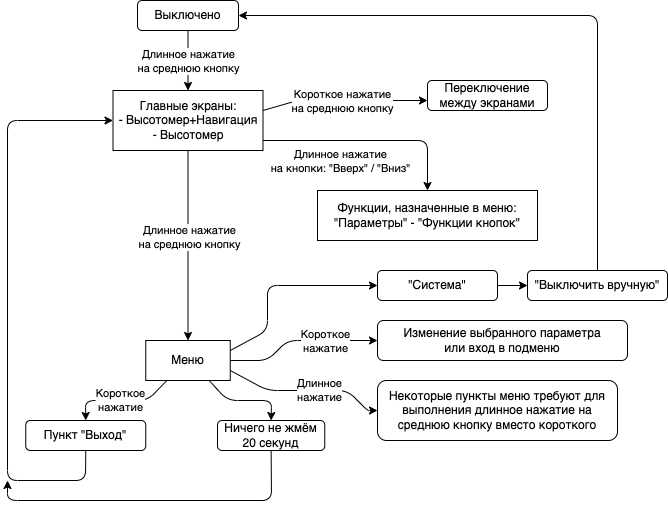 Выключено
Длинное нажатие
на среднюю кнопку
Главные экраны:
- Высотомер+Навигация
- Высотомер
Короткое нажатие
на среднюю кнопку
Переключение
между экранами
Длинное нажатие
на кнопки: "Вверх" / "Вниз"
Функции, назначенные в меню:
"Параметры" - "Функции кнопок"
Длинное нажатие
на среднюю кнопку
"Система"
"Выключить вручную"
Меню
Короткое
нажатие
Изменение выбранного параметра
или вход в подменю
Длинное
нажатие
Некоторые пункты меню требуют для
выполнения длинное нажатие на
среднюю кнопку вместо короткого
Короткое
нажатие
Пункт "Выход"
Ничего не жмём
20 секунд